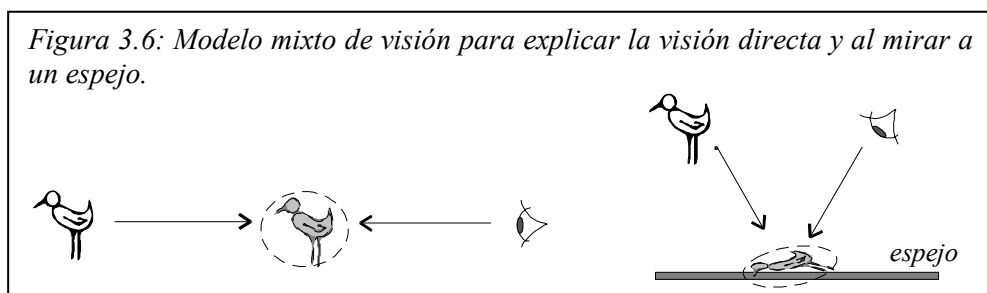 Figura 3.6: Modelo mixto de visión para explicar la visión directa y al mirar a
un espejo.
espejo